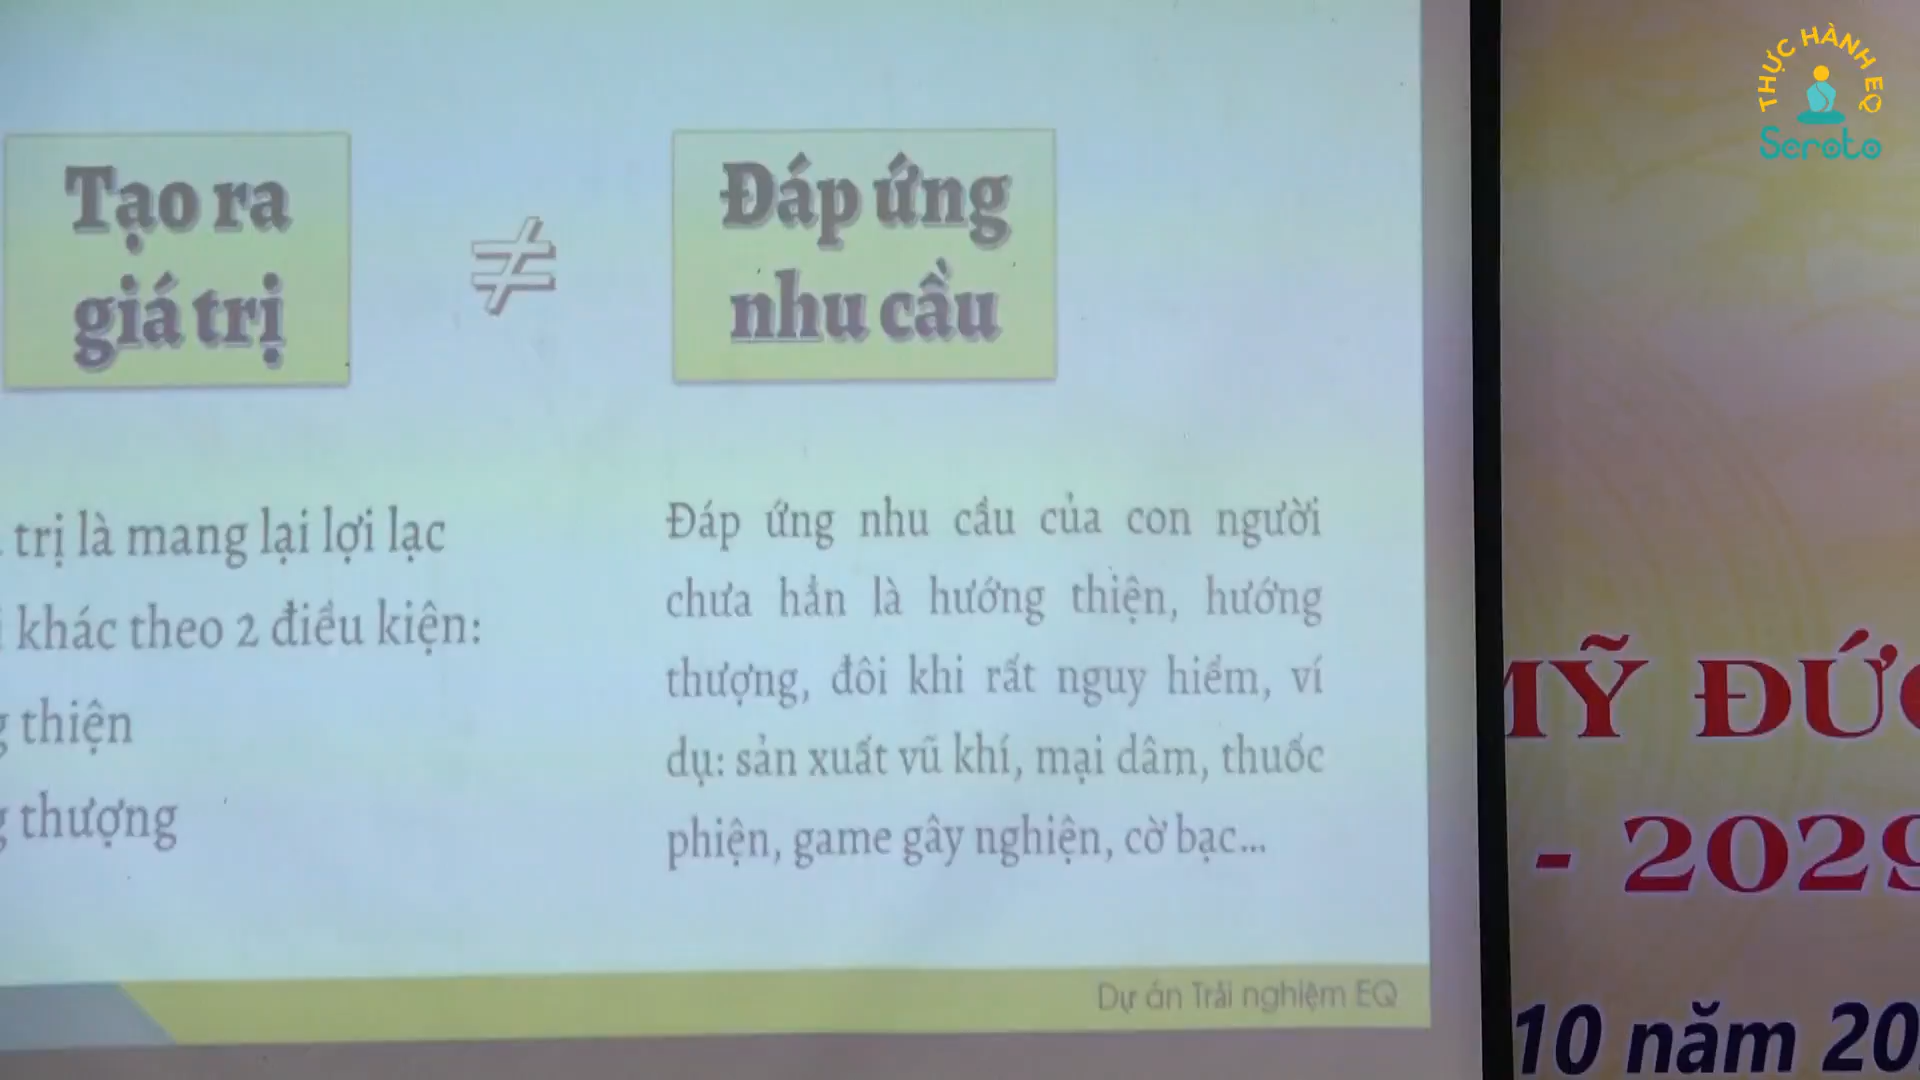 Tạo ra
giá trị
≠
Đáp ứng
nhu cầu
trị là mang lại lợi lạc
khác theo 2 điều kiện:
thiện
thượng
Đáp ứng nhu cầu của con người
chưa hẳn là hướng thiện, hướng
thượng, đôi khi rất nguy hiểm, ví
dụ: sản xuất vũ khí, mại dâm, thuốc
phiện, game gây nghiện, cờ bạc...
Dự án Trải nghiệm EQ
THỰC HÀNH EQ
Seroto
MỸ ĐỨC
- 2029
10 năm 20